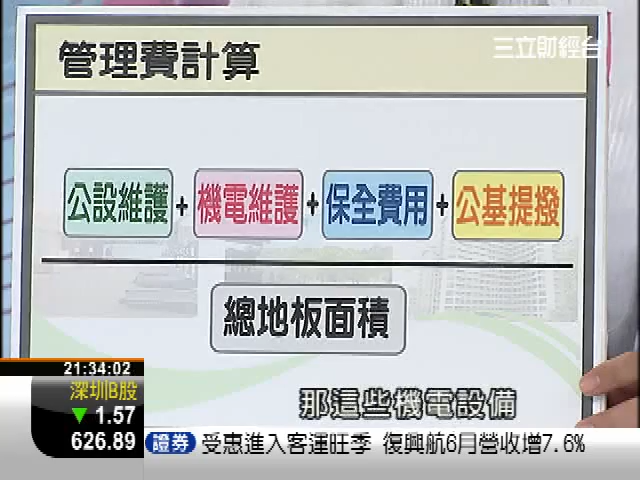 三立財經台
管理費計算
公設維護+機電維護+保全費用+公基提撥
總地板面積
那這些機電設備
21:34:02
深圳B股
▼1.57
626.89
證券 受惠進入客運旺季 復興航6月營收增7.6%